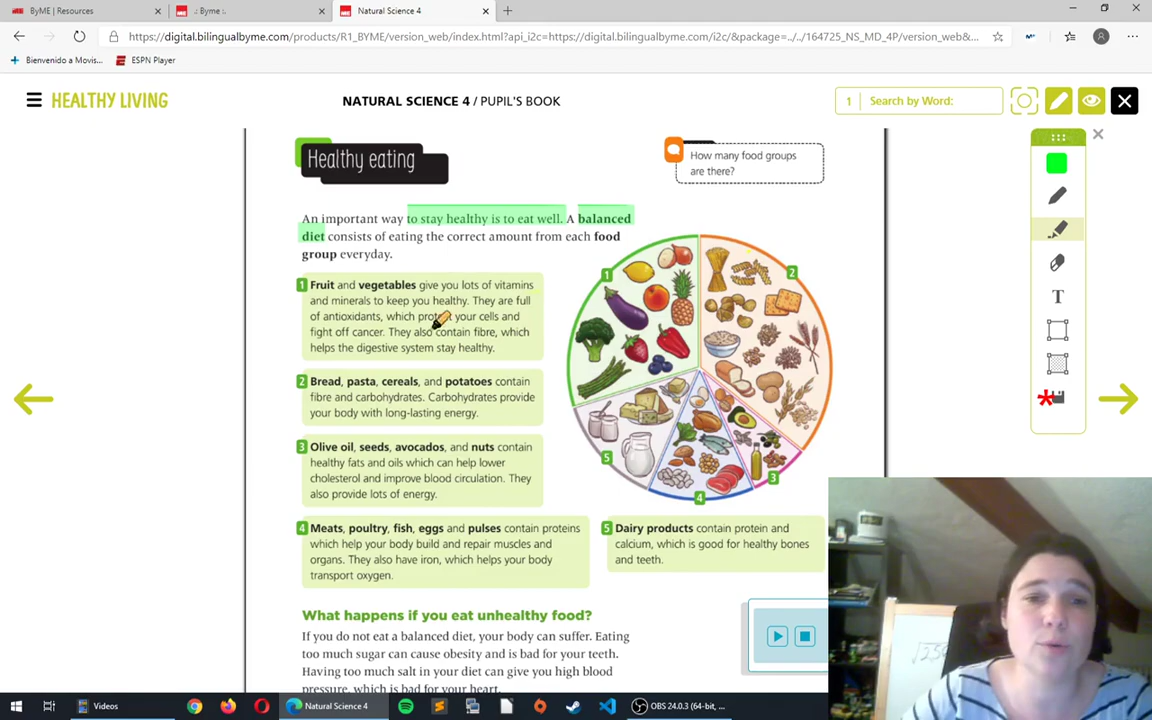 ByME | Resources
.: Byme :.
Natural Science 4
https://digital.bilingualbyme.com/products/R1_BYME/version_web/index.html?api_i2c=https://digital.bilingualbyme.com/i2c/&package=../../164725_NS_MD_4P/version_web&...
Bienvenido a Movis...
ESPN Player
HEALTHY LIVING
NATURAL SCIENCE 4 / PUPIL'S BOOK
1
Search by Word:
Healthy eating
How many food groups
are there?
An important way to stay healthy is to eat well. A balanced
diet consists of eating the correct amount from each food
group everyday.
1 Fruit and vegetables give you lots of vitamins
and minerals to keep you healthy. They are full
of antioxidants, which protect your cells and
fight off cancer. They also contain fibre, which
helps the digestive system stay healthy.
2 Bread, pasta, cereals, and potatoes contain
fibre and carbohydrates. Carbohydrates provide
your body with long-lasting energy.
3 Olive oil, seeds, avocados, and nuts contain
healthy fats and oils which can help lower
cholesterol and improve blood circulation. They
also provide lots of energy.
4 Meats, poultry, fish, eggs and pulses contain proteins
which help your body build and repair muscles and
organs. They also have iron, which helps your body
transport oxygen.
5 Dairy products contain protein and
calcium, which is good for healthy bones
and teeth.
1
2
3
4
5
What happens if you eat unhealthy food?
If you do not eat a balanced diet, your body can suffer. Eating
too much sugar can cause obesity and is bad for your teeth.
Having too much salt in your diet can give you high blood
pressure, which is bad for your heart.
T
Videos
Natural Science 4
OBS 24.0.3 (64-bit, ...